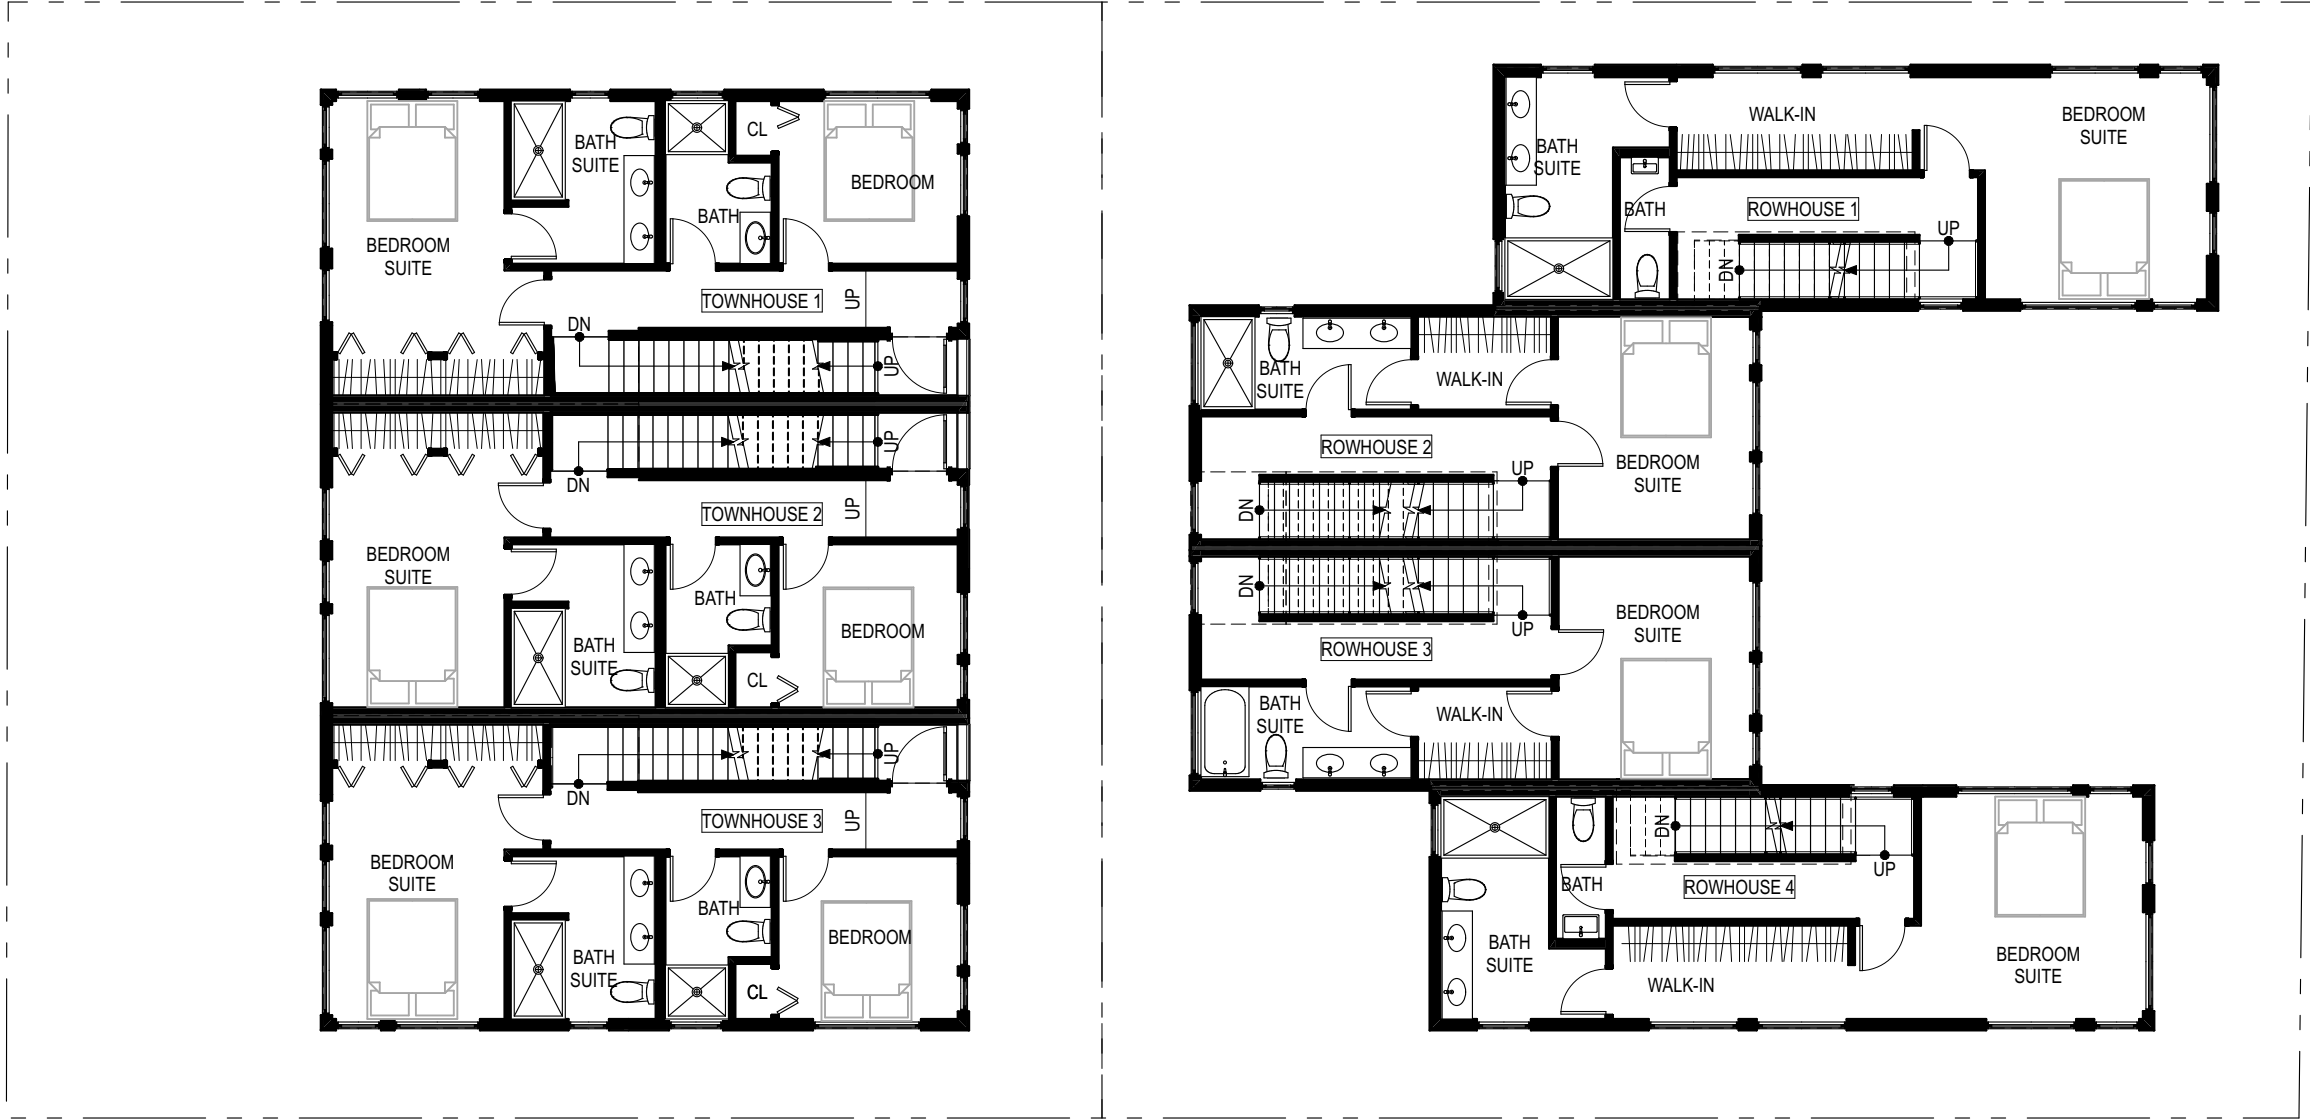 BATH
SUITE
CL
BEDROOM
BATH
BEDROOM
SUITE
TOWNHOUSE 1
UP
DN
UP
UP
DN
TOWNHOUSE 2
UP
BEDROOM
SUITE
BATH
BEDROOM
BATH
SUITE
CL
UP
DN
TOWNHOUSE 3
UP
BEDROOM
SUITE
BATH
BEDROOM
BATH
SUITE
CL
WALK-IN
BEDROOM
SUITE
BATH
SUITE
BATH
ROWHOUSE 1
UP
DN
BATH
SUITE
WALK-IN
ROWHOUSE 2
BEDROOM
SUITE
UP
DN
DN
BEDROOM
SUITE
UP
ROWHOUSE 3
BATH
SUITE
WALK-IN
DN
UP
BATH
ROWHOUSE 4
BATH
SUITE
BEDROOM
SUITE
WALK-IN